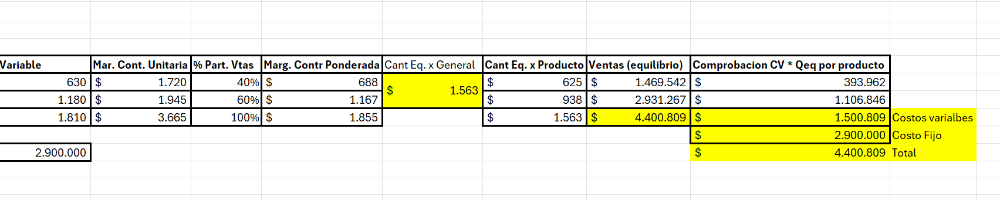 Variable Mar. Cont. Unitaria % Part. Vtas Marg. Contr Ponderada Cant Eq. x General Cant Eq. x Producto Ventas (equilibrio) Comprobacion CV * Qeq por producto
630 $ 1.720 40% $ 688 $ 1.563 $ 625 $ 1.469.542 $ 393.962
1.180 $ 1.945 60% $ 1.167 $ 938 $ 2.931.267 $ 1.106.846
1.810 $ 3.665 100% $ 1.855 $ 1.563 $ 4.400.809 $ 1.500.809 Costos varialbes
$ 2.900.000 Costo Fijo
2.900.000 $ 4.400.809 Total